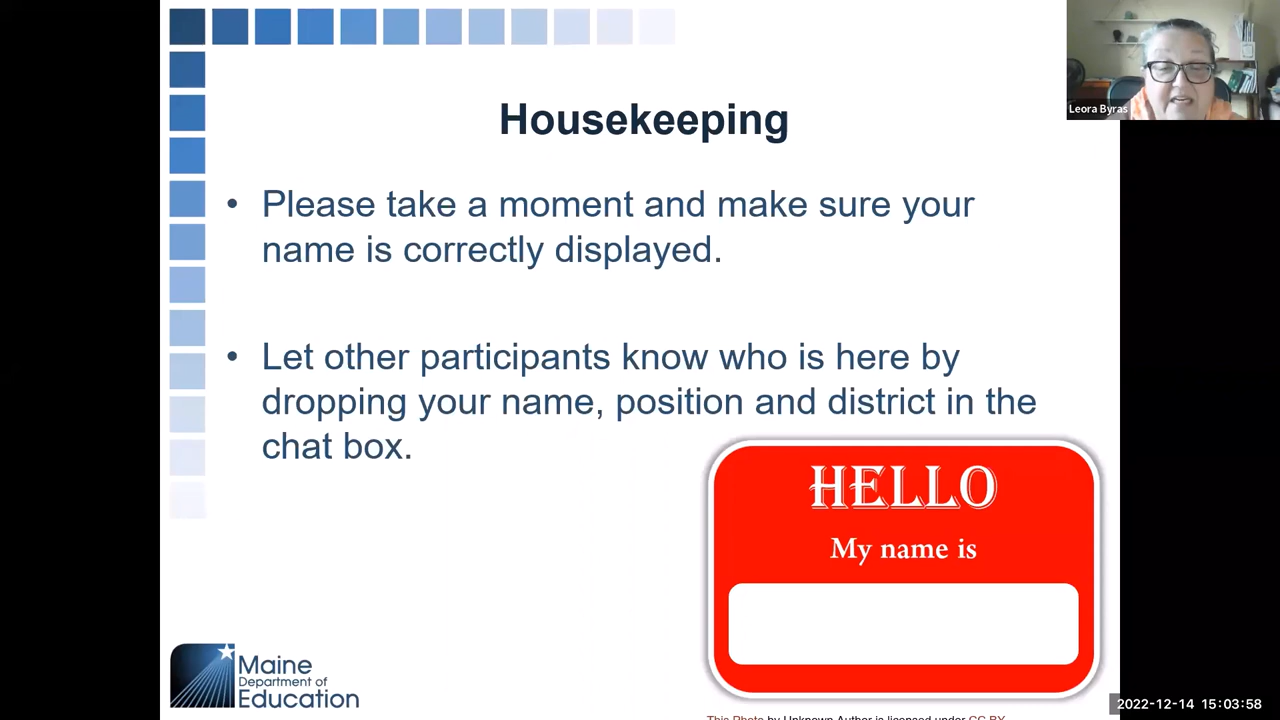 Leora Byras
Housekeeping
• Please take a moment and make sure your
name is correctly displayed.
• Let other participants know who is here by
dropping your name, position and district in the
chat box.
HELLO
My name is
Maine
Department of
Education
2022-12-14 15:03:58
This Photo by Unknown Author is licensed under CC BY